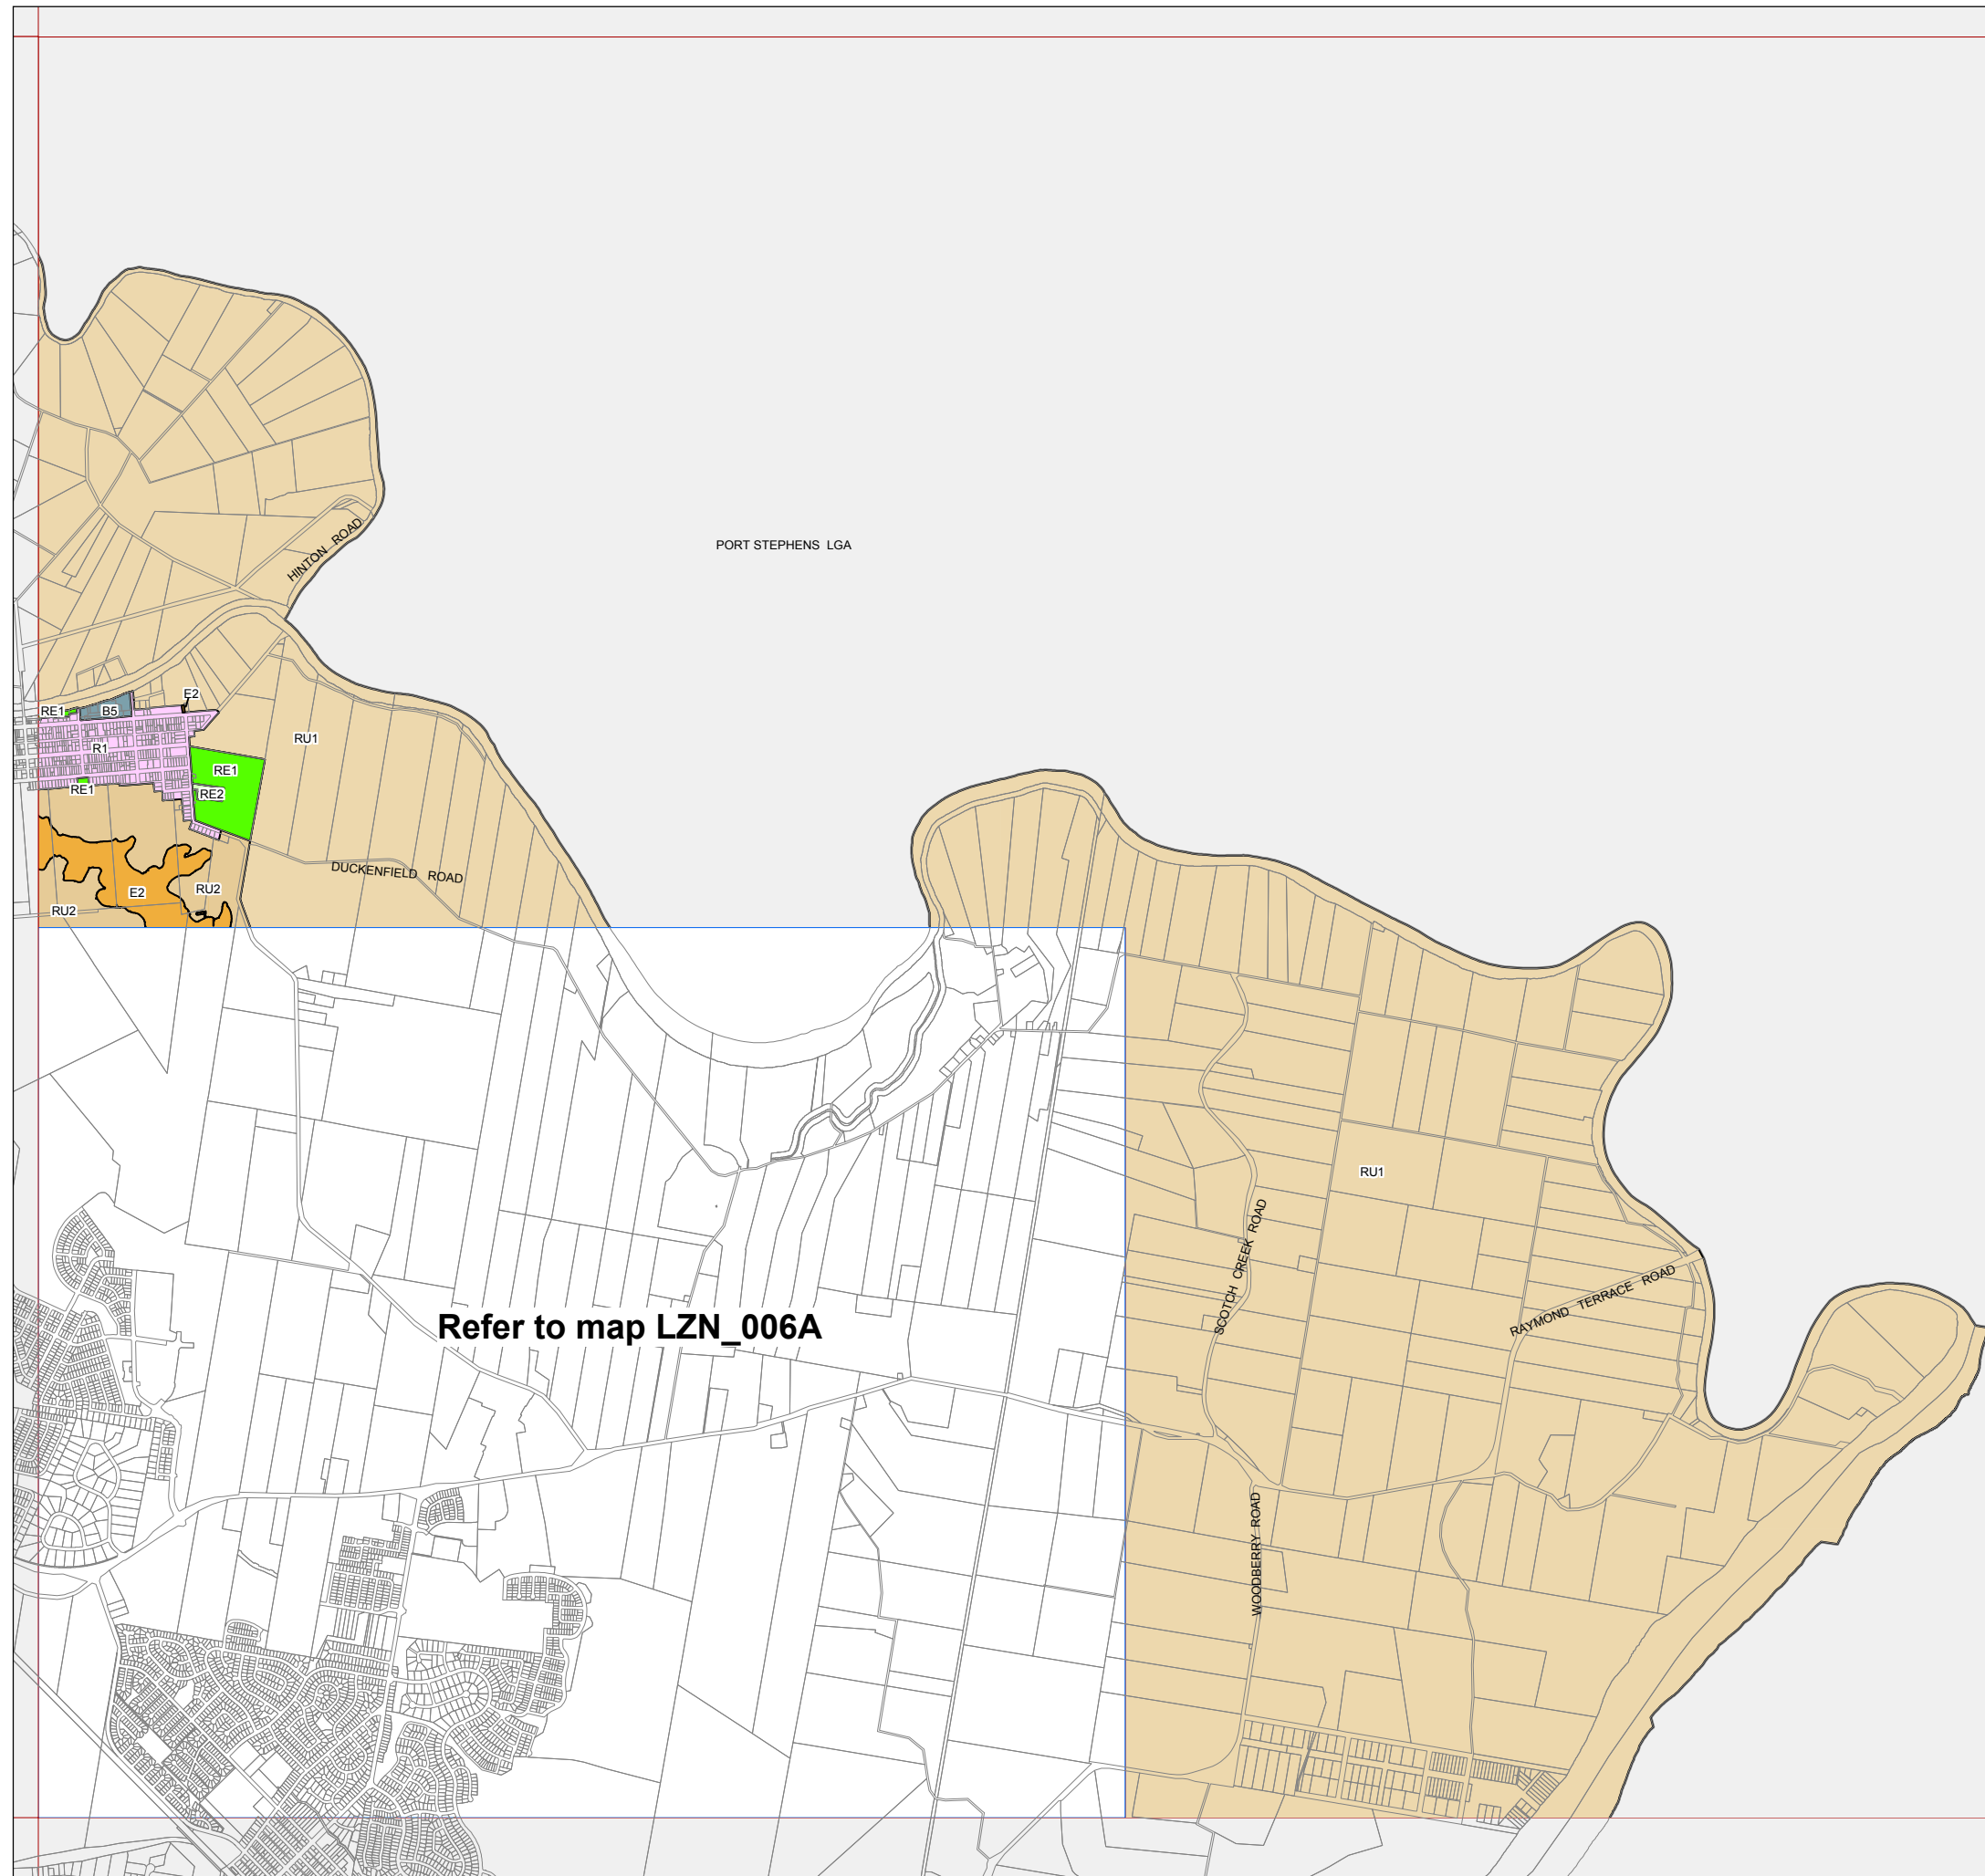 PORT STEPHENS LGA
HINTON ROAD
E2
RE1
B5
RU1
R1
RE1
RE1
RE2
DUCKENFIELD ROAD
E2
RU2
RU2
RU1
SCOTCH CREEK ROAD
RAYMOND TERRACE ROAD
Refer to map LZN_006A
WOODBERRY ROAD